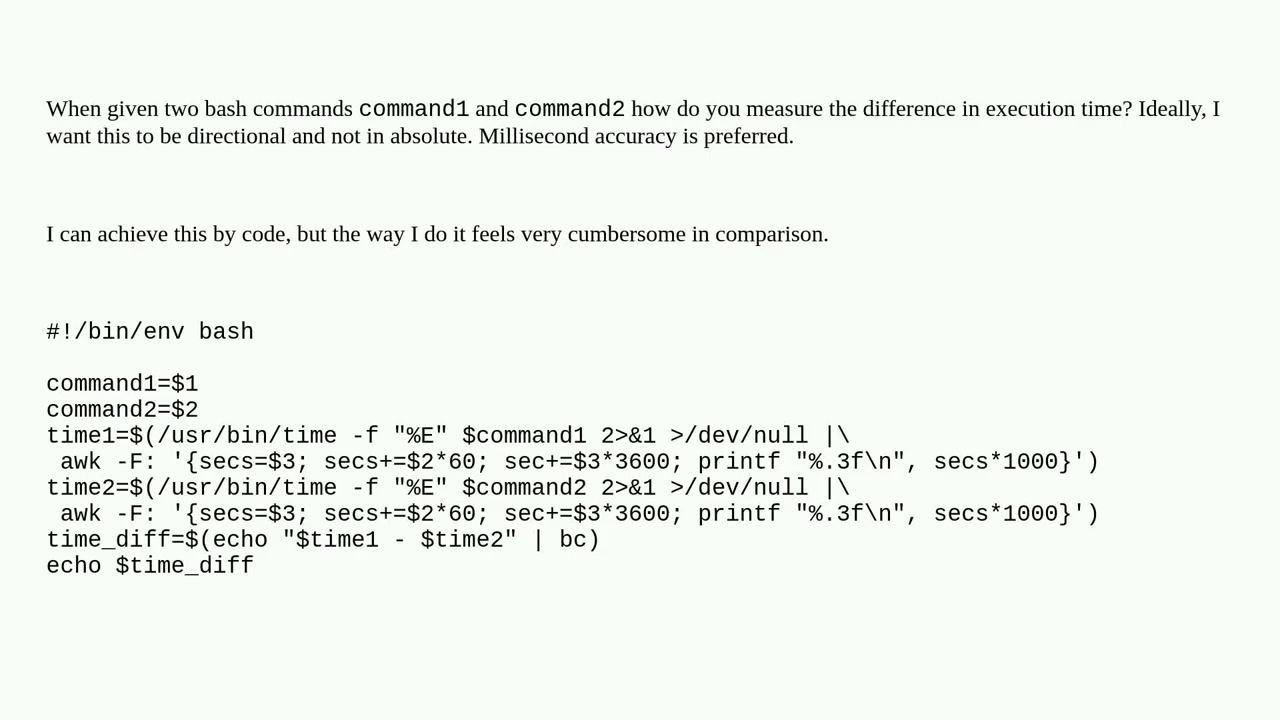 When given two bash commands command1 and command2 how do you measure the difference in execution time? Ideally, I
want this to be directional and not in absolute. Millisecond accuracy is preferred.
I can achieve this by code, but the way I do it feels very cumbersome in comparison.
#!/bin/env bash
command1=$1
command2=$2
time1=$(/usr/bin/time -f "%E" $command1 2>&1 >/dev/null |\
 awk -F: '{secs=$3; secs+=$2*60; sec+=$3*3600; printf "%.3f\n", secs*1000}')
time2=$(/usr/bin/time -f "%E" $command2 2>&1 >/dev/null |\
 awk -F: '{secs=$3; secs+=$2*60; sec+=$3*3600; printf "%.3f\n", secs*1000}')
time_diff=$(echo "$time1 - $time2" | bc)
echo $time_diff